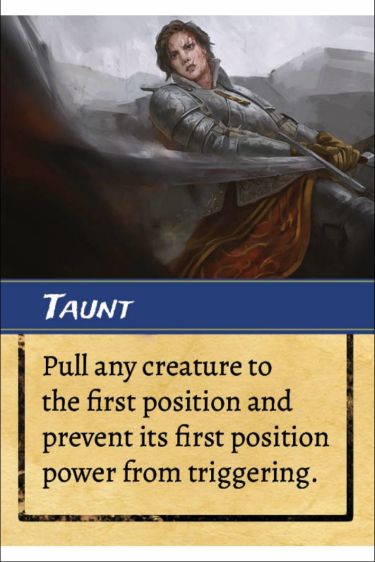 Taunt
Pull any creature to
the first position and
prevent its first position
power from triggering.